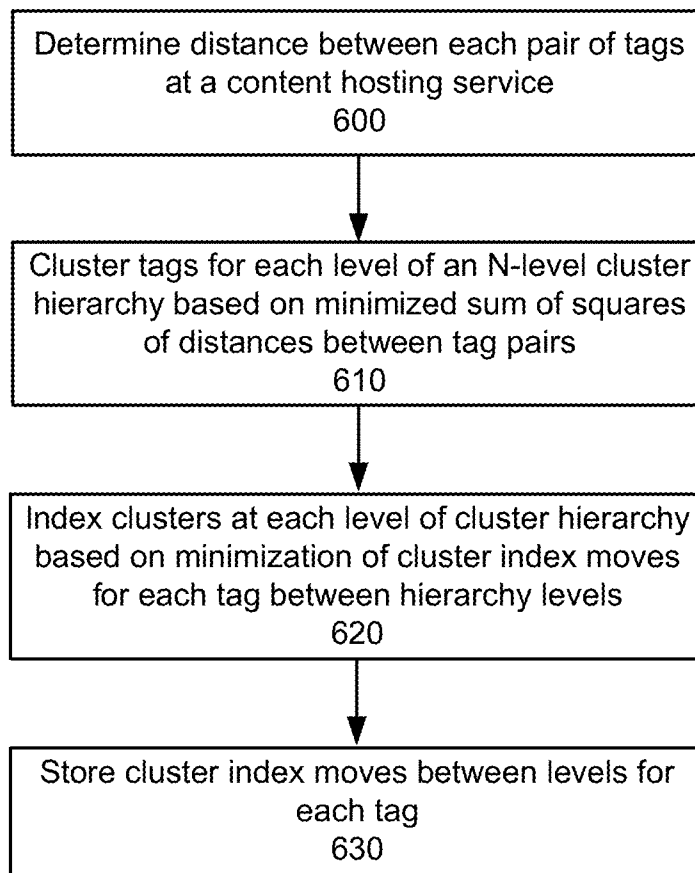 Determine distance between each pair of tags
at a content hosting service
600
Cluster tags for each level of an N-level cluster
hierarchy based on minimized sum of squares
of distances between tag pairs
610
Index clusters at each level of cluster hierarchy
based on minimization of cluster index moves
for each tag between hierarchy levels
620
Store cluster index moves between levels for
each tag
630